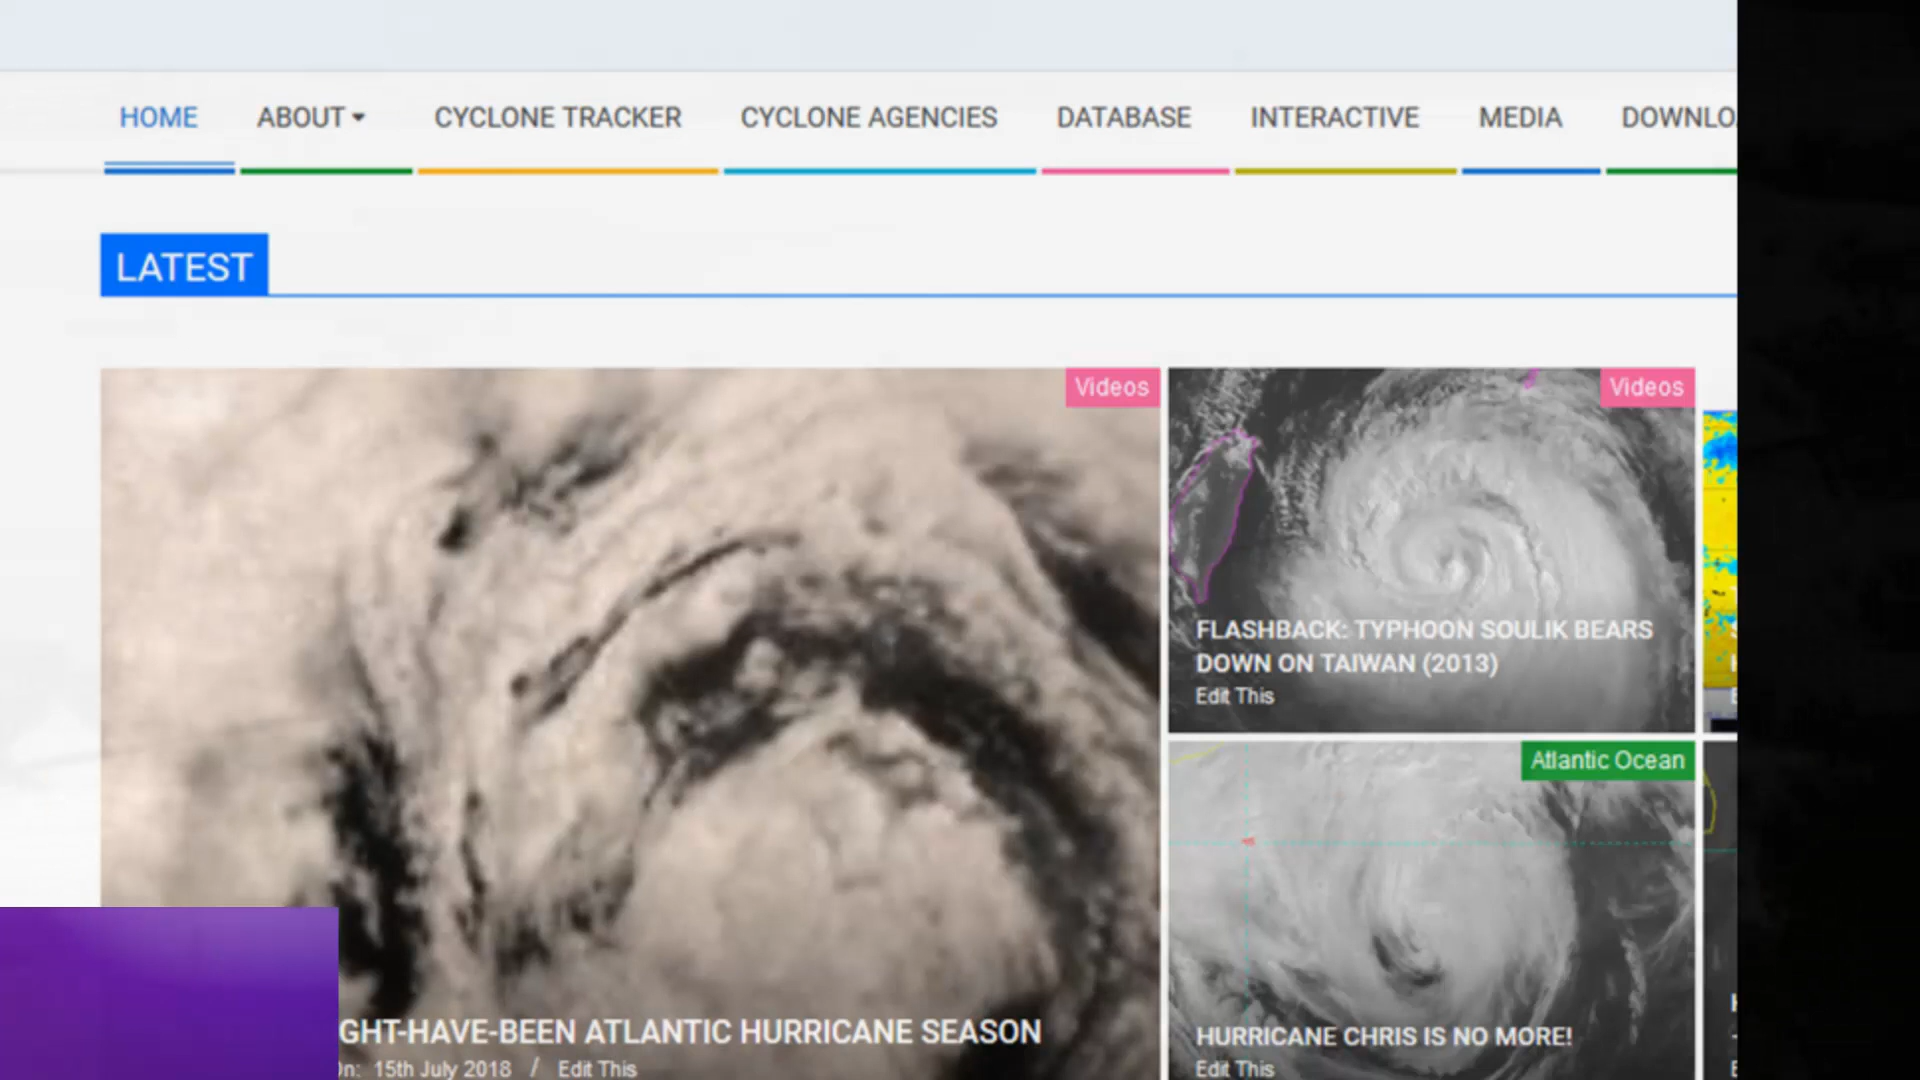 HOME ABOUT CYCLONE TRACKER CYCLONE AGENCIES DATABASE INTERACTIVE MEDIA DOWNLO
LATEST
Videos
Videos
FLASHBACK: TYPHOON SOULIK BEARS
DOWN ON TAIWAN (2013)
Edit This
Atlantic Ocean
GHT-HAVE-BEEN ATLANTIC HURRICANE SEASON
On: 15th July 2018 / Edit This
HURRICANE CHRIS IS NO MORE!
Edit This